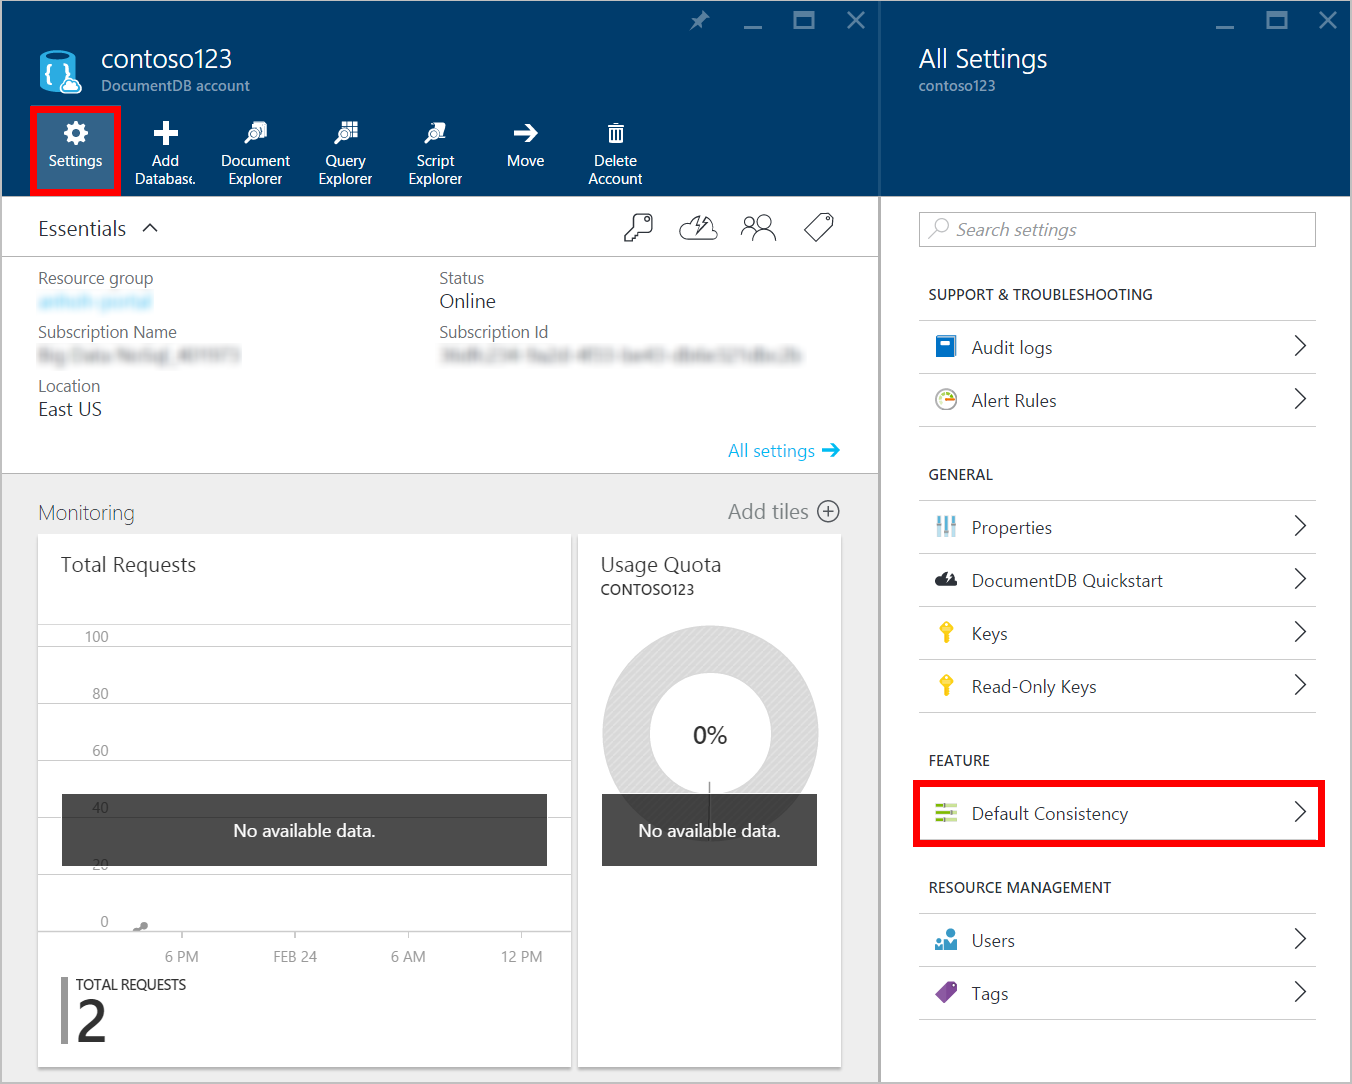 contoso123
DocumentDB account
Settings
Add
Database.
Document
Explorer
Query
Explorer
Script
Explorer
Move
Delete
Account
Essentials
Resource group
Status
Online
Subscription Name
Subscription Id
Location
East US
All settings
Monitoring
Add tiles
Total Requests
100
80
60
40
20
0
No available data.
6 PM
FEB 24
6 AM
12 PM
TOTAL REQUESTS
2
Usage Quota
CONTOSO123
0%
No available data.
All Settings
contoso123
Search settings
SUPPORT & TROUBLESHOOTING
Audit logs
Alert Rules
GENERAL
Properties
DocumentDB Quickstart
Keys
Read-Only Keys
FEATURE
Default Consistency
RESOURCE MANAGEMENT
Users
Tags